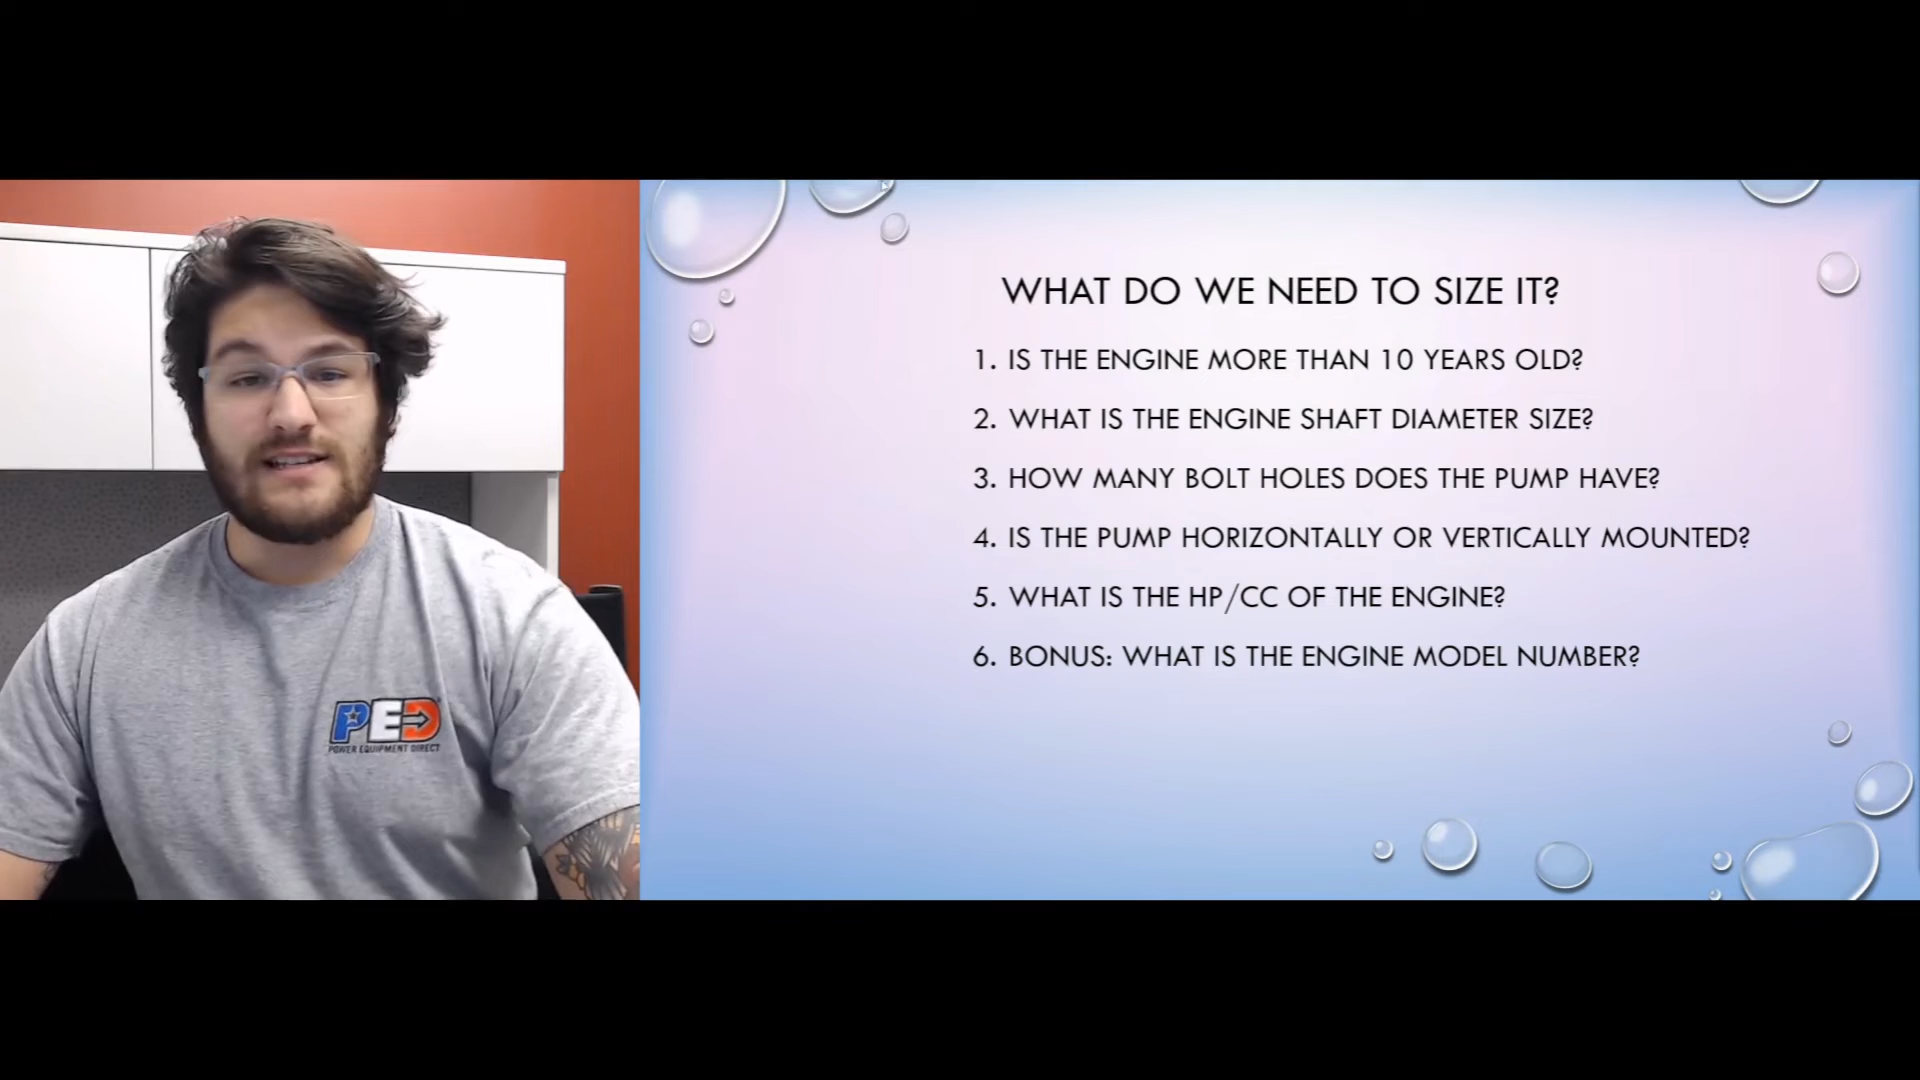 WHAT DO WE NEED TO SIZE IT?
1. IS THE ENGINE MORE THAN 10 YEARS OLD?
2. WHAT IS THE ENGINE SHAFT DIAMETER SIZE?
3. HOW MANY BOLT HOLES DOES THE PUMP HAVE?
4. IS THE PUMP HORIZONTALLY OR VERTICALLY MOUNTED?
5. WHAT IS THE HP/CC OF THE ENGINE?
6. BONUS: WHAT IS THE ENGINE MODEL NUMBER?
PED
POWER EQUIPMENT DIRECT